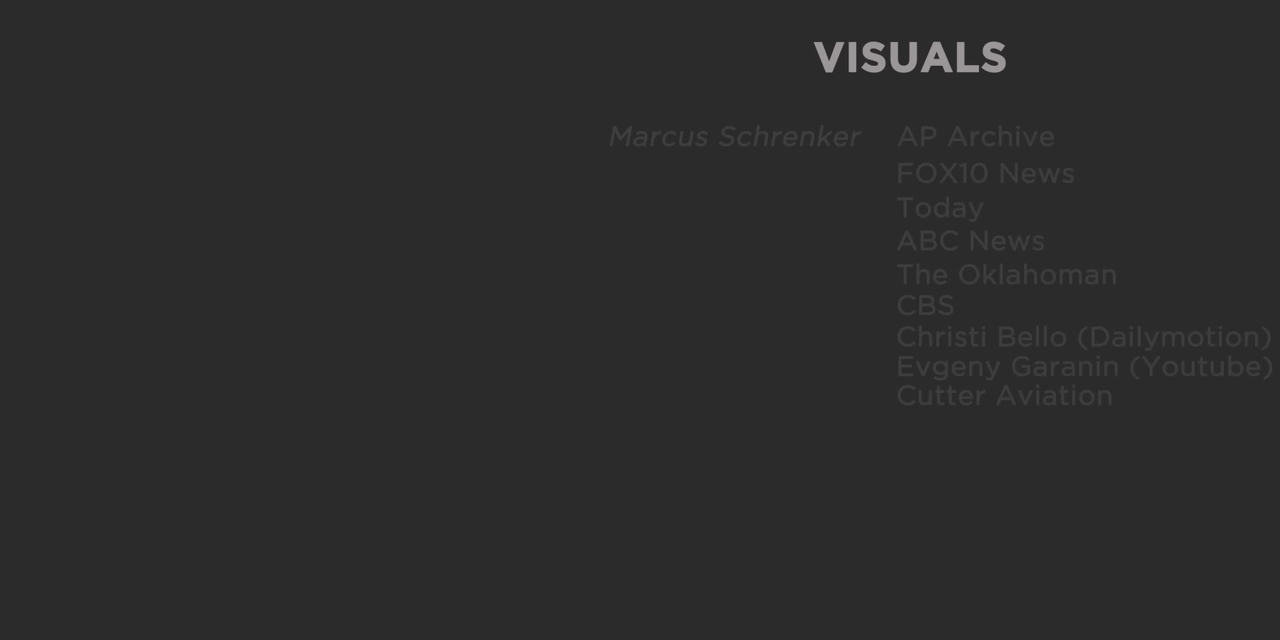 VISUALS
Marcus Schrenker AP Archive
FOX10 News
Today
ABC News
The Oklahoman
CBS
Christi Bello (Dailymotion)
Evgeny Garanin (Youtube)
Cutter Aviation